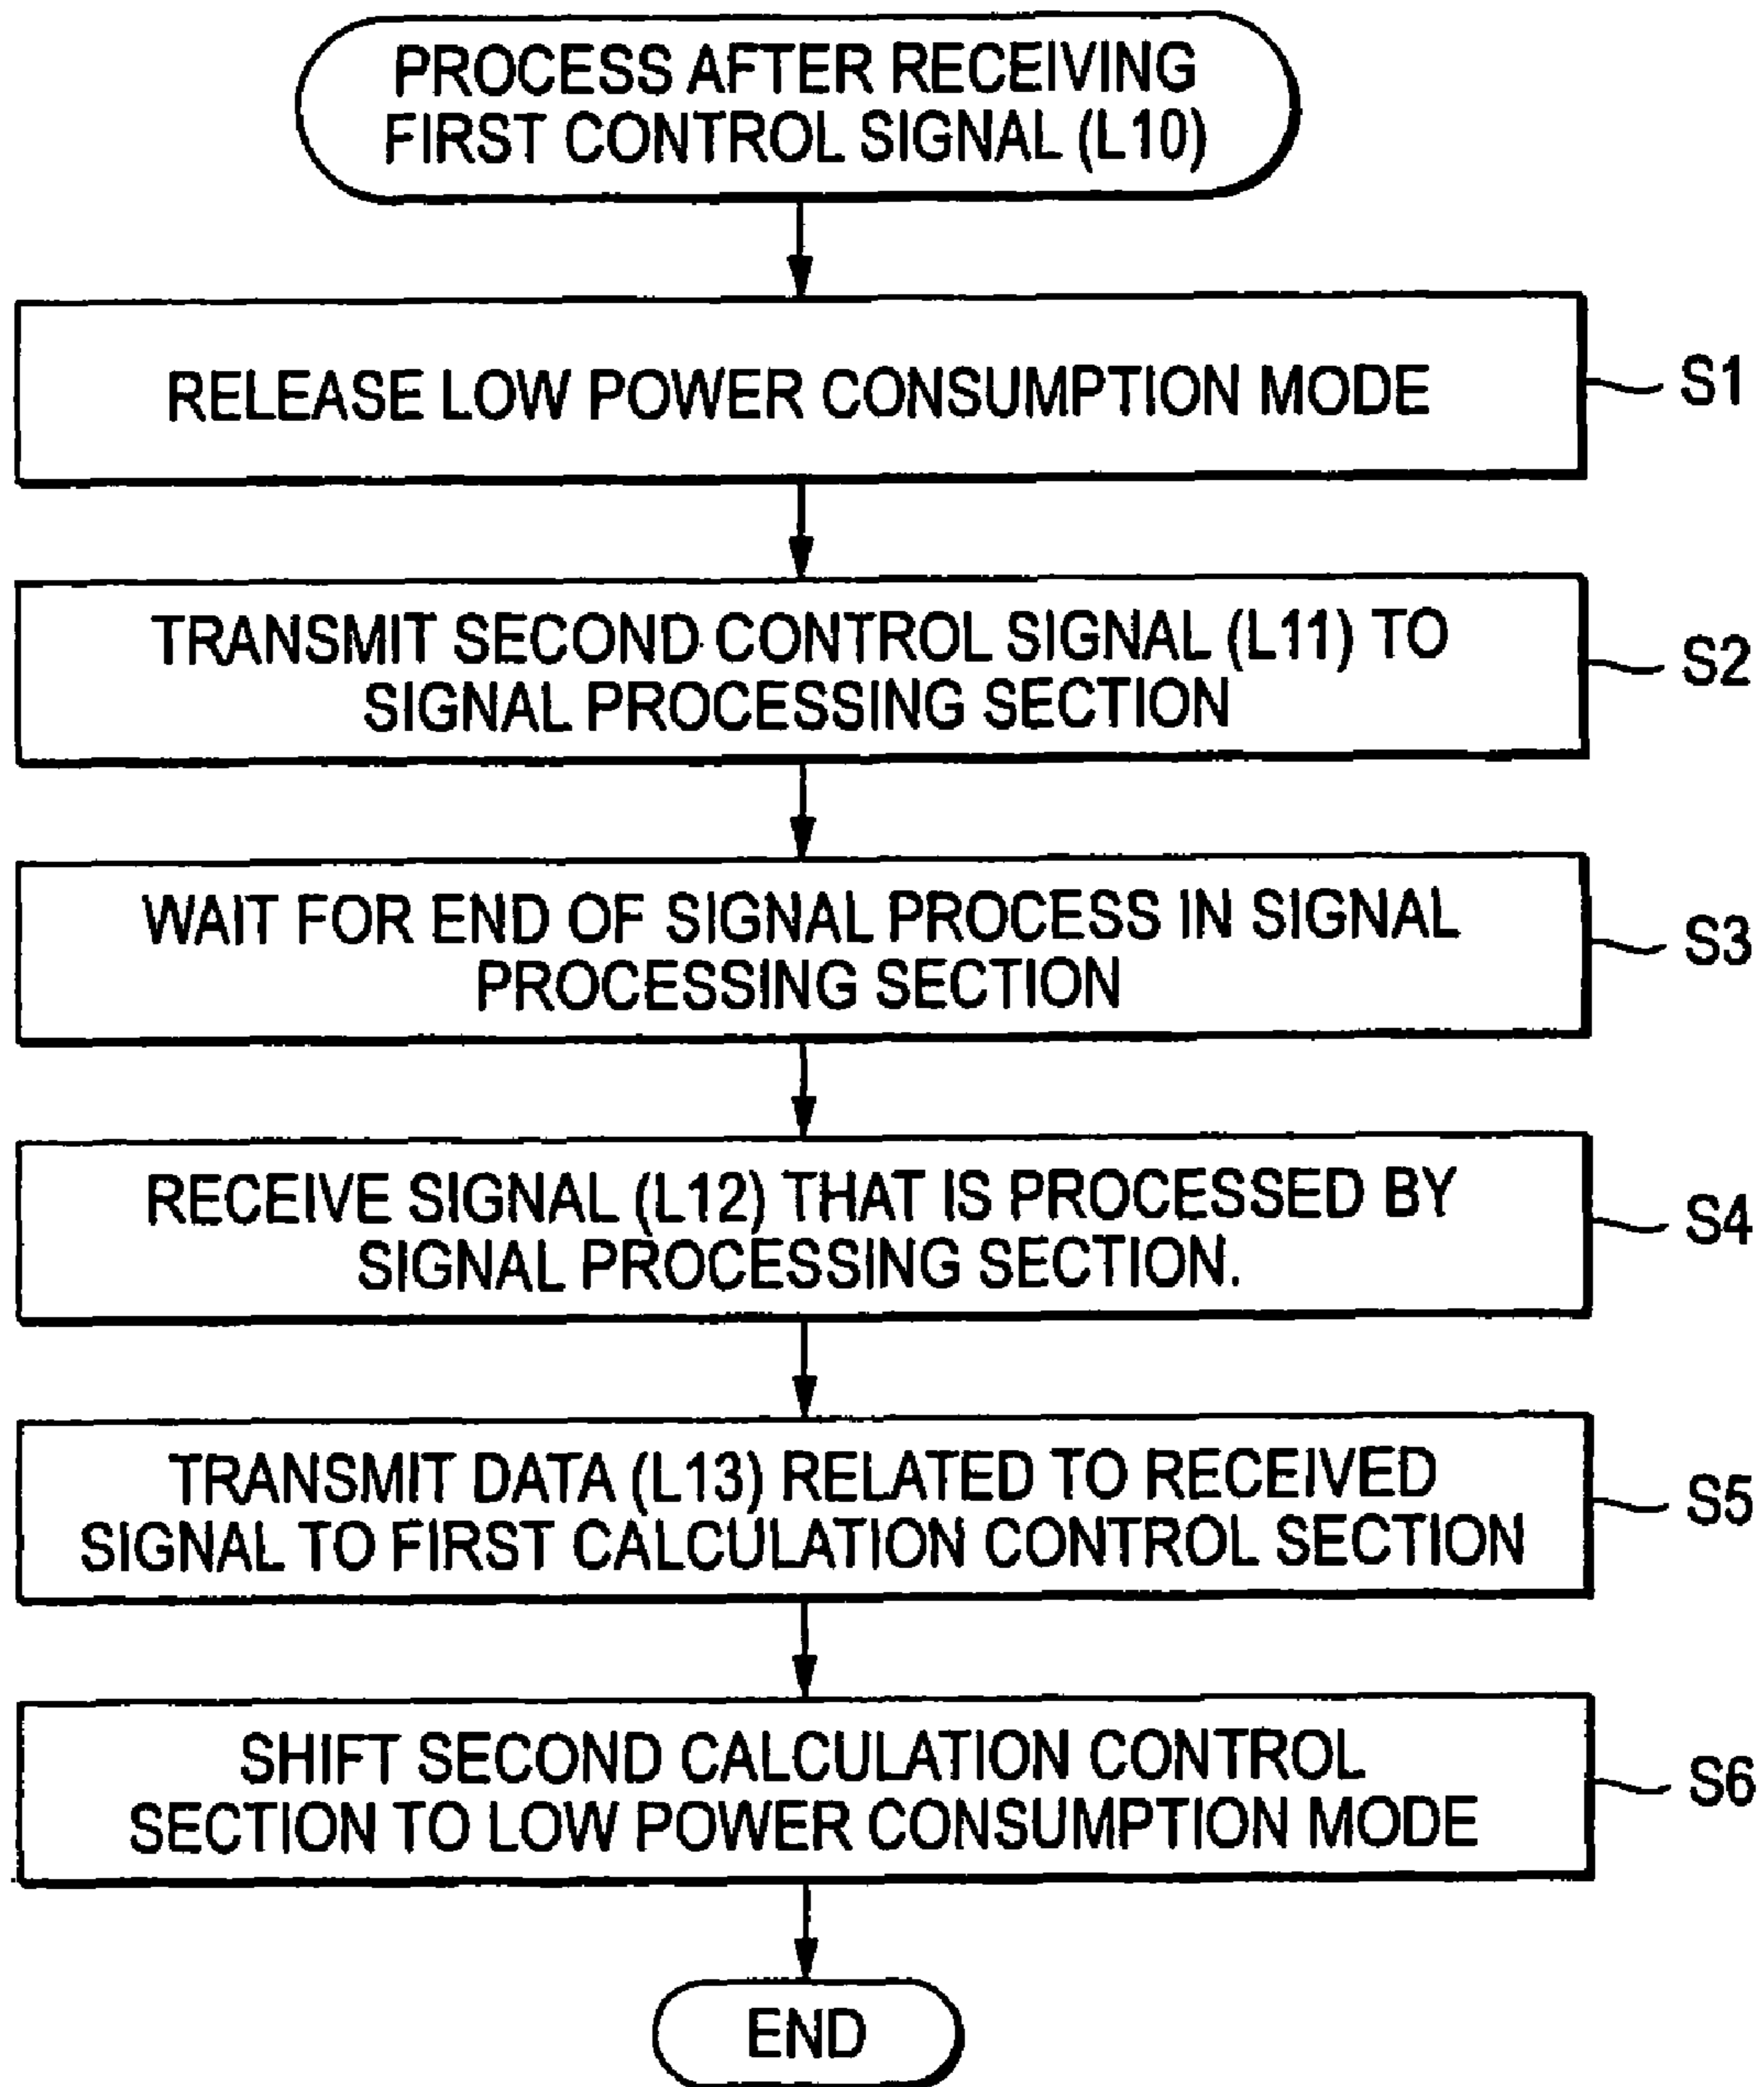 PROCESS AFTER RECEIVING
FIRST CONTROL SIGNAL (L10)
RELEASE LOW POWER CONSUMPTION MODE
S1
TRANSMIT SECOND CONTROL SIGNAL (L11) TO
SIGNAL PROCESSING SECTION
S2
WAIT FOR END OF SIGNAL PROCESS IN SIGNAL
PROCESSING SECTION
S3
RECEIVE SIGNAL (L12) THAT IS PROCESSED BY
SIGNAL PROCESSING SECTION.
S4
TRANSMIT DATA (L13) RELATED TO RECEIVED
SIGNAL TO FIRST CALCULATION CONTROL SECTION
S5
SHIFT SECOND CALCULATION CONTROL
SECTION TO LOW POWER CONSUMPTION MODE
S6
END